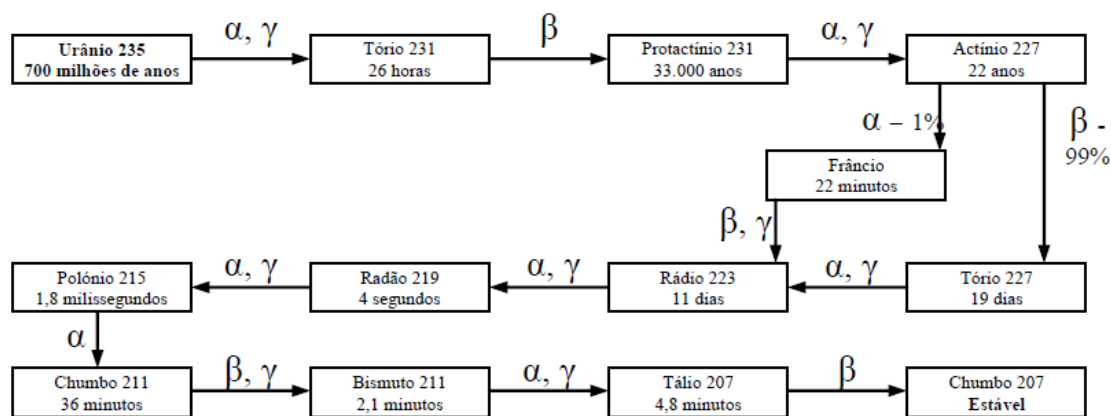 α, γ
β
α, γ
Urânio 235
700 milhões de anos
Tório 231
26 horas
Protactínio 231
33.000 anos
Actínio 227
22 anos
α – 1%
β -
99%
Frâncio
22 minutos
β, γ
α, γ
α, γ
α, γ
Polónio 215
1,8 milissegundos
Radão 219
4 segundos
Rádio 223
11 dias
Tório 227
19 dias
α
β, γ
α, γ
β
Chumbo 211
36 minutos
Bismuto 211
2,1 minutos
Tálio 207
4,8 minutos
Chumbo 207
Estável